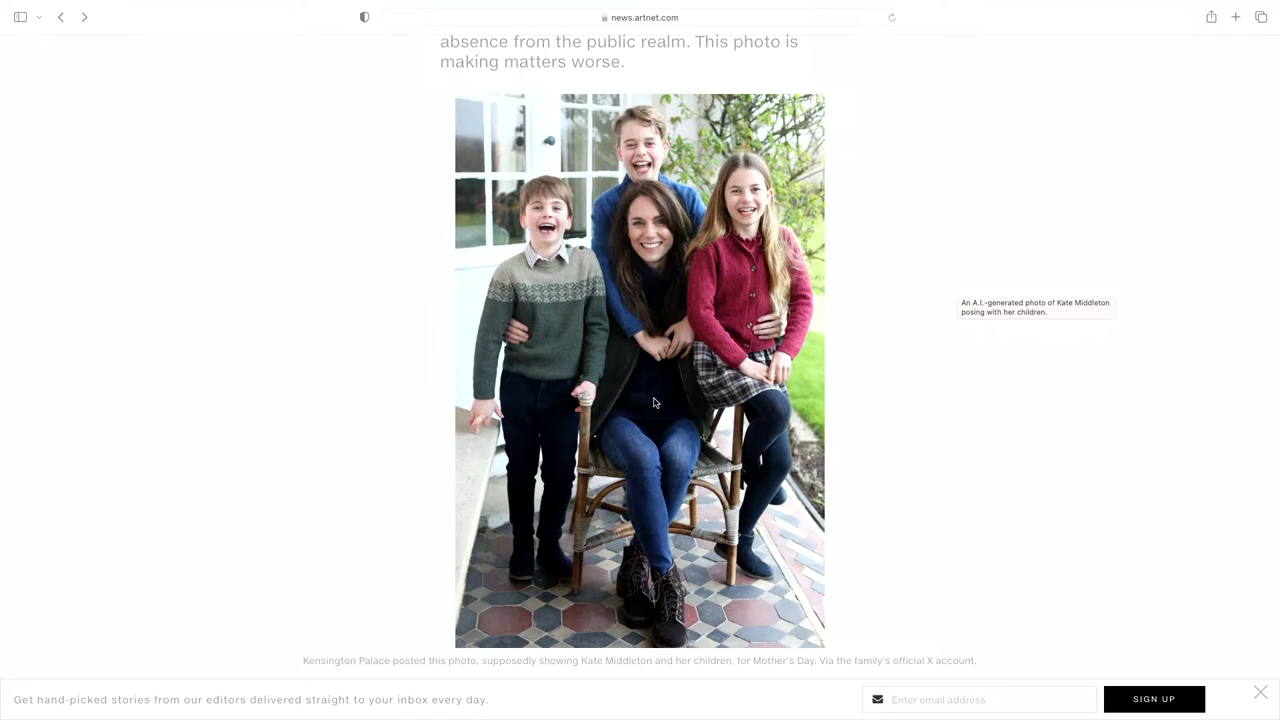 news.artnet.com
absence from the public realm. This photo is
making matters worse.
An A.I.-generated photo of Kate Middleton
posing with her children.
Kensington Palace posted this photo, supposedly showing Kate Middleton and her children, for Mother's Day. Via the family's official X account.
Get hand-picked stories from our editors delivered straight to your inbox every day.
Enter email address
SIGN UP